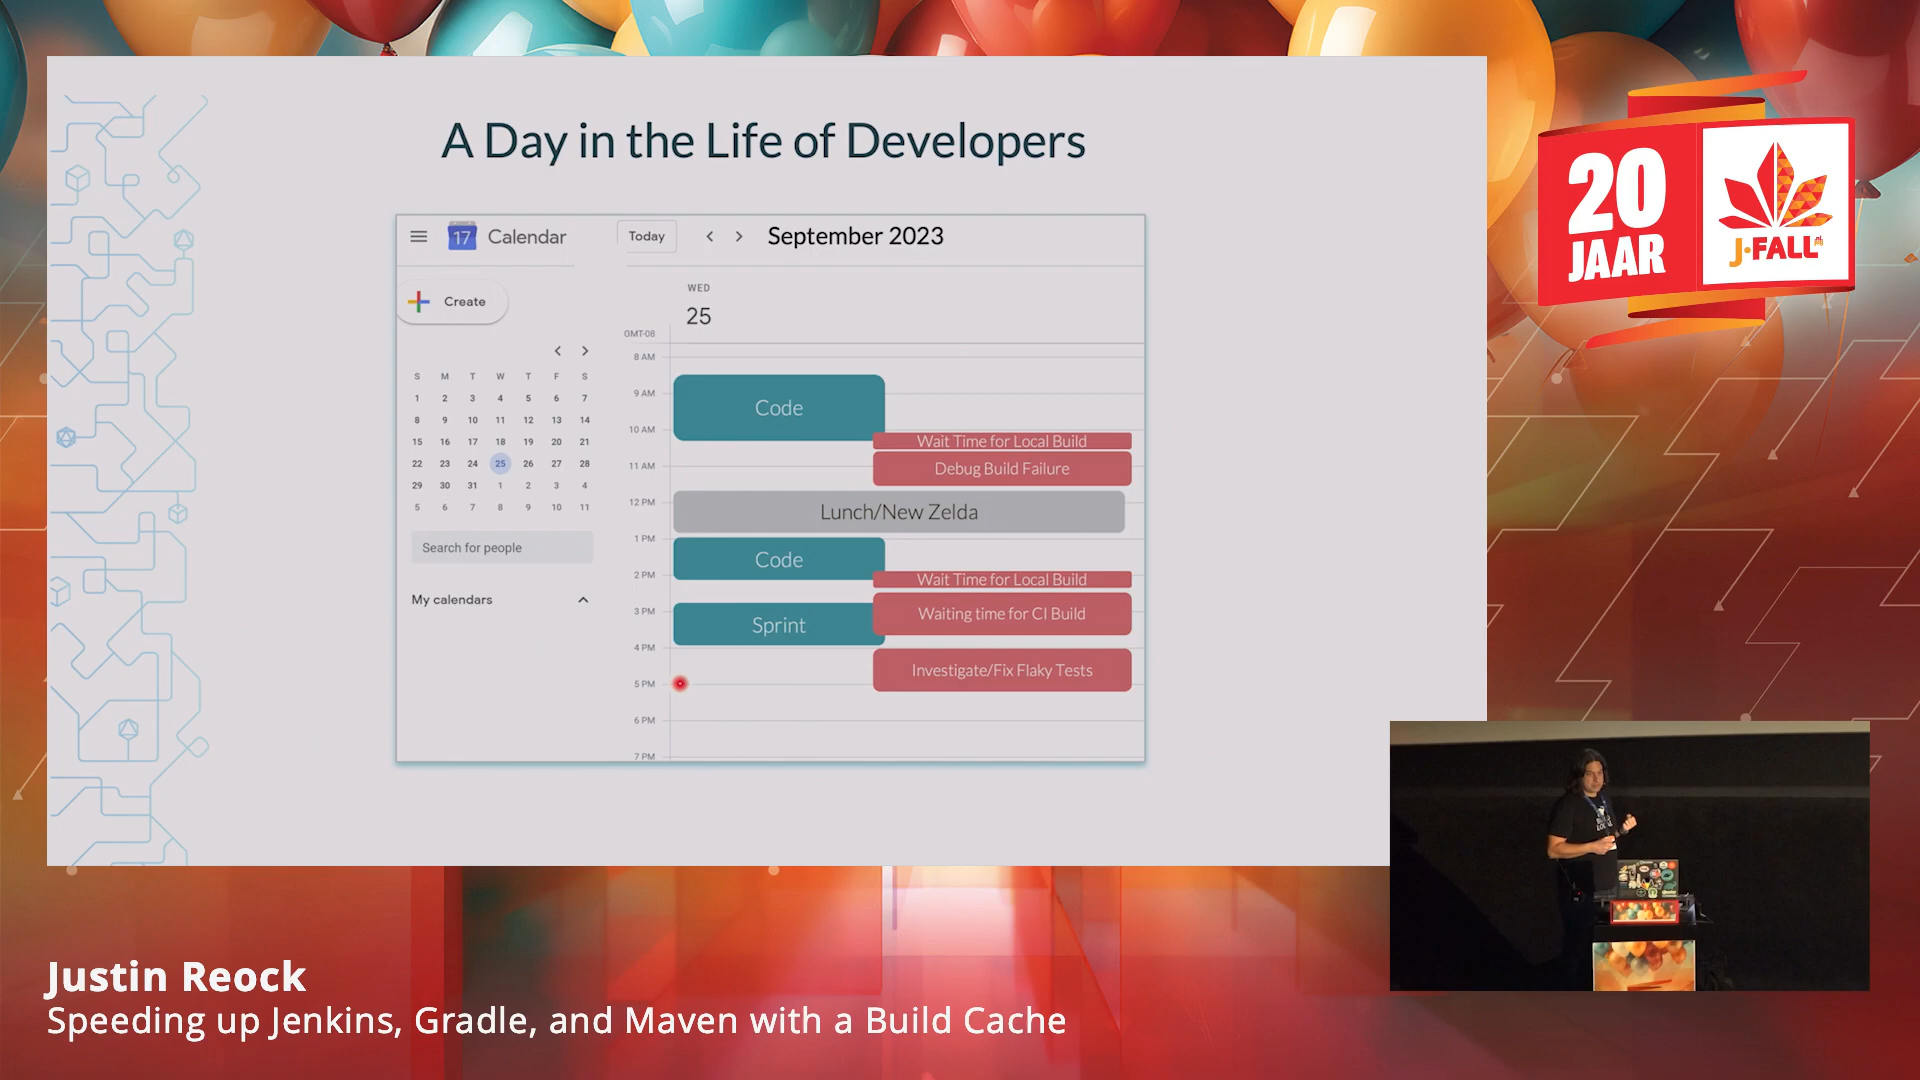 A Day in the Life of Developers
17 Calendar Today September 2023
Create
WED
25
GMT-08
S M T W T F S
1 2 3 4 5 6 7
8 9 10 11 12 13 14
15 16 17 18 19 20 21
22 23 24 25 26 27 28
29 30 31 1 2 3 4
5 6 7 8 9 10 11
Search for people
My calendars
8 AM
9 AM
Code
10 AM
Wait Time for Local Build
11 AM
Debug Build Failure
12 PM
Lunch/New Zelda
1 PM
Code
2 PM
Wait Time for Local Build
3 PM
Waiting time for CI Build
Sprint
4 PM
Investigate/Fix Flaky Tests
5 PM
6 PM
7 PM
20
JAAR
J-FALL
Justin Reock
Speeding up Jenkins, Gradle, and Maven with a Build Cache